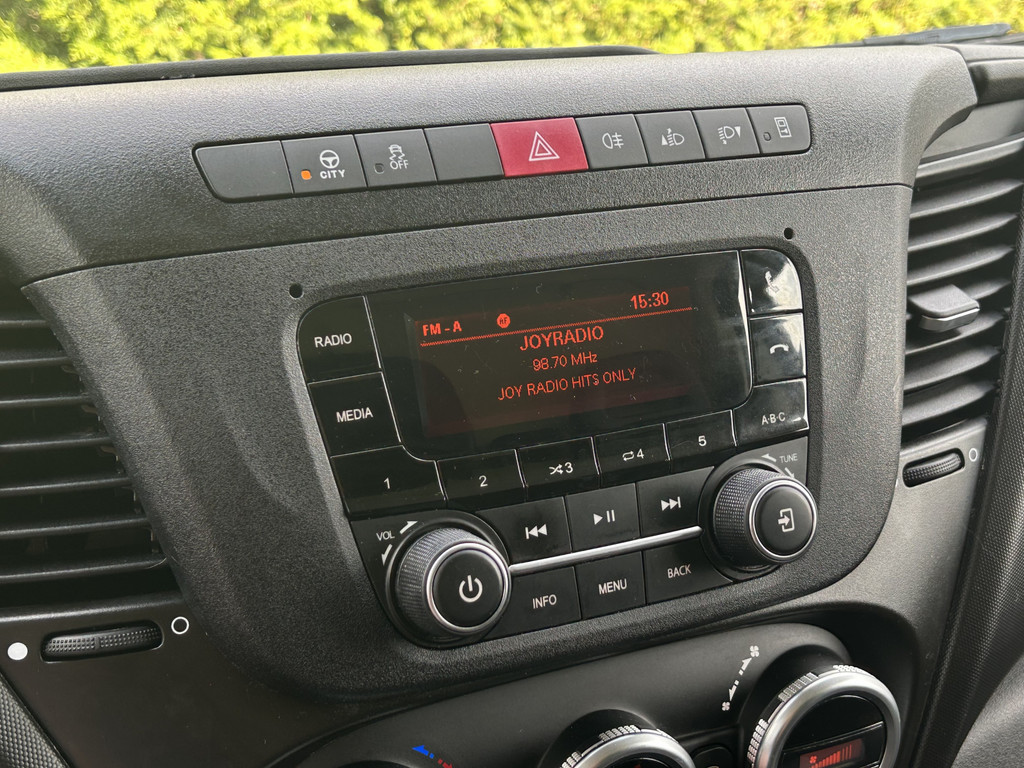 CITY
OFF
RADIO
FM - A
AF
15:30
JOYRADIO
98.70 MHz
JOY RADIO HITS ONLY
MEDIA
A·B·C
1
2
3
4
5
TUNE
VOL
INFO
MENU
BACK